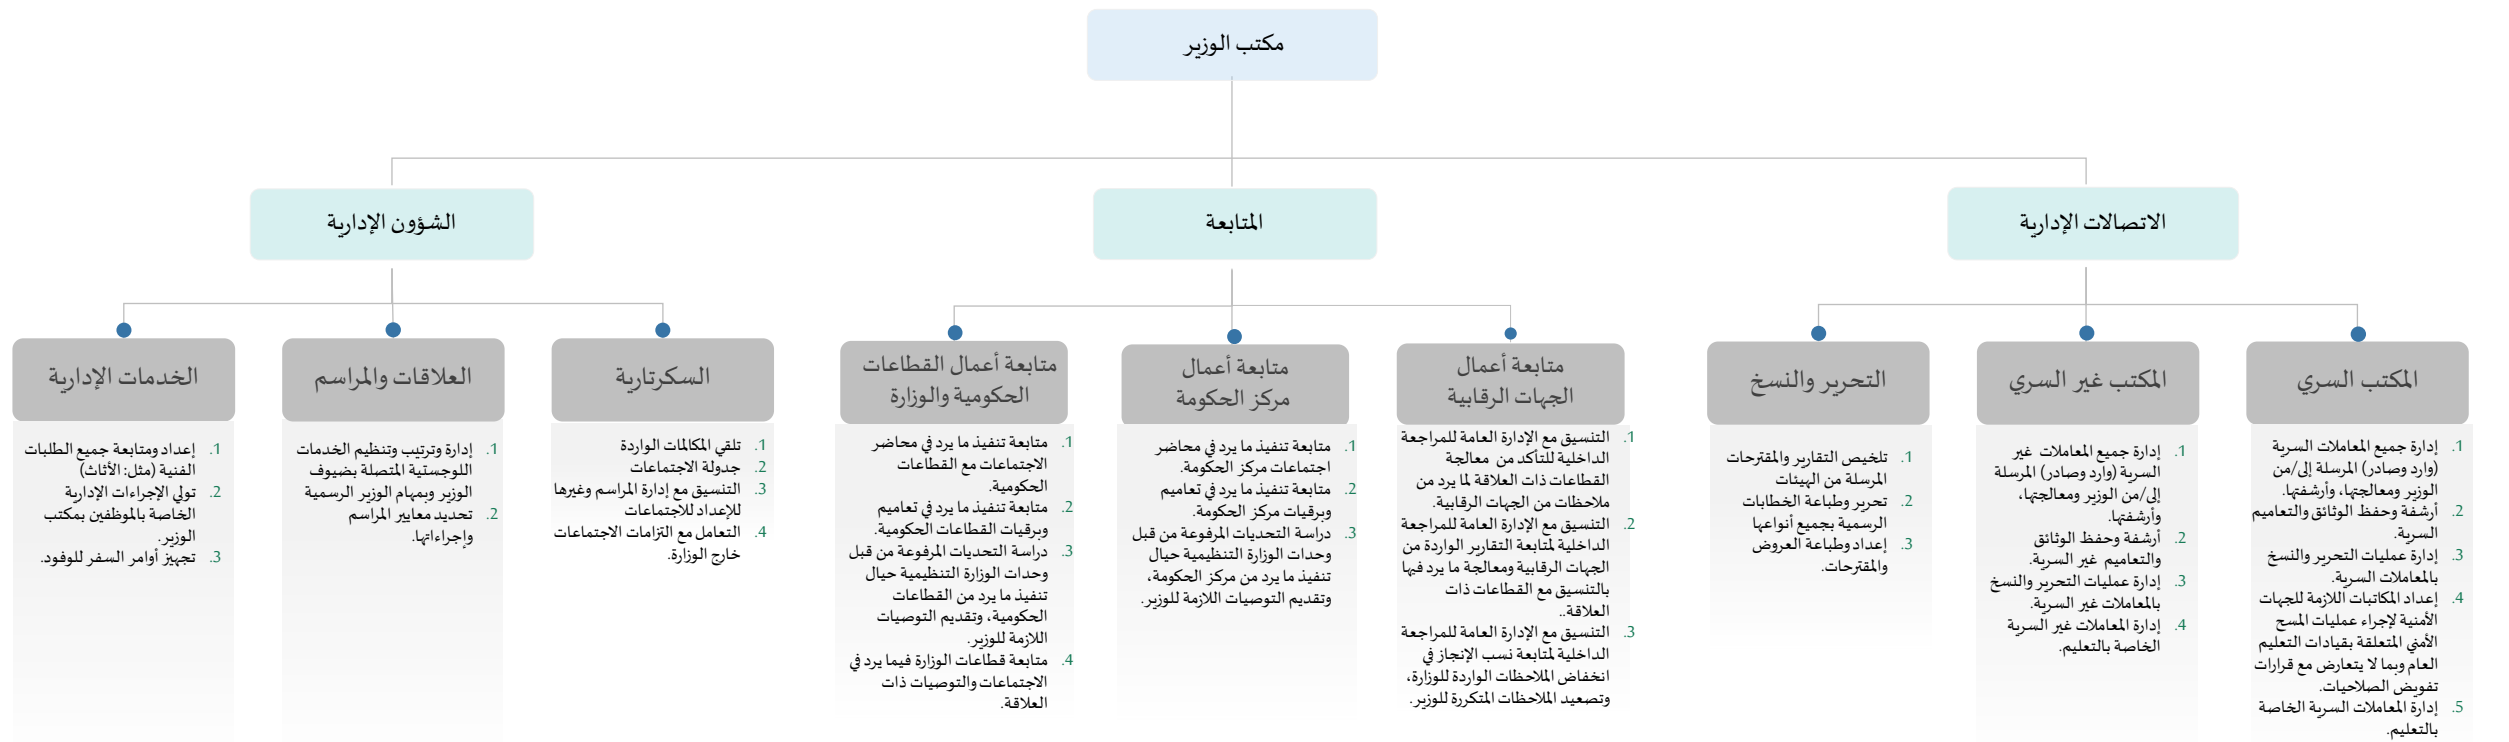 مكتب الوزير
الاتصالات الإدارية
المتابعة
الشؤون الإدارية
المكتب السري
1. إدارة جميع المعاملات السرية
(وارد وصادر) المرسلة إلى/من
الوزير ومعالجتها، وأرشفتها.
2. أرشفة وحفظ الوثائق والتعاميم
السرية.
3. إدارة عمليات التحرير والنسخ
بالمعاملات السرية.
4. إعداد المكاتبات اللازمة للجهات
الأمنية لإجراء عمليات المسح
الأمني المتعلقة بقيادات التعليم
العام وبما لا يتعارض مع قرارات
تفويض الصلاحيات.
5. إدارة المعاملات السرية الخاصة
بالتعليم.
المكتب غير السري
1. إدارة جميع المعاملات غير
السرية (وارد وصادر) المرسلة
إلى/من الوزير ومعالجتها،
وأرشفتها.
2. أرشفة وحفظ الوثائق
والتعاميم غير السرية.
3. إدارة عمليات التحرير والنسخ
بالمعاملات غير السرية.
4. إدارة المعاملات غير السرية
الخاصة بالتعليم.
التحرير والنسخ
1. تلخيص التقارير والمقترحات
المرسلة من الهيئات
2. تحرير وطباعة الخطابات
الرسمية بجميع أنواعها
3. إعداد وطباعة العروض
والمقترحات.
متابعة أعمال
الجهات الرقابية
1. التنسيق مع الإدارة العامة للمراجعة
الداخلية للتأكد من معالجة
القطاعات ذات العلاقة لما يرد من
ملاحظات من الجهات الرقابية.
2. التنسيق مع الإدارة العامة للمراجعة
الداخلية لمتابعة التقارير الواردة من
الجهات الرقابية ومعالجة ما يرد فيها
بالتنسيق مع القطاعات ذات
العلاقة..
3. التنسيق مع الإدارة العامة للمراجعة
الداخلية لمتابعة نسب الإنجاز في
انخفاض الملاحظات الواردة للوزارة،
وتصعيد الملاحظات المتكررة للوزير.
متابعة أعمال
مركز الحكومة
1. متابعة تنفيذ ما يرد في محاضر
اجتماعات مركز الحكومة.
2. متابعة تنفيذ ما يرد في تعاميم
وبرقيات مركز الحكومة.
3. دراسة التحديات المرفوعة من قبل
وحدات الوزارة التنظيمية حيال
تنفيذ ما يرد من مركز الحكومة،
وتقديم التوصيات اللازمة للوزير.
متابعة أعمال القطاعات
الحكومية والوزارة
1. متابعة تنفيذ ما يرد في محاضر
الاجتماعات مع القطاعات
الحكومية.
2. متابعة تنفيذ ما يرد في تعاميم
وبرقيات القطاعات الحكومية.
3. دراسة التحديات المرفوعة من قبل
وحدات الوزارة التنظيمية حيال
تنفيذ ما يرد من القطاعات
الحكومية، وتقديم التوصيات
اللازمة للوزير.
4. متابعة قطاعات الوزارة فيما يرد في
الاجتماعات والتوصيات ذات
العلاقة.
السكرتارية
1. تلقي المكالمات الواردة
2. جدولة الاجتماعات
3. التنسيق مع إدارة المراسم وغيرها
للإعداد للاجتماعات
4. التعامل مع التزامات الاجتماعات
خارج الوزارة.
العلاقات والمراسم
1. إدارة وترتيب وتنظيم الخدمات
اللوجستية المتصلة بضيوف
الوزير وبمهام الوزير الرسمية
2. تحديد معايير المراسم
وإجراءاتها.
الخدمات الإدارية
1. إعداد ومتابعة جميع الطلبات
الفنية (مثل: الأثاث)
2. تولي الإجراءات الإدارية
الخاصة بالموظفين بمكتب
الوزير.
3. تجهيز أوامر السفر للوفود.